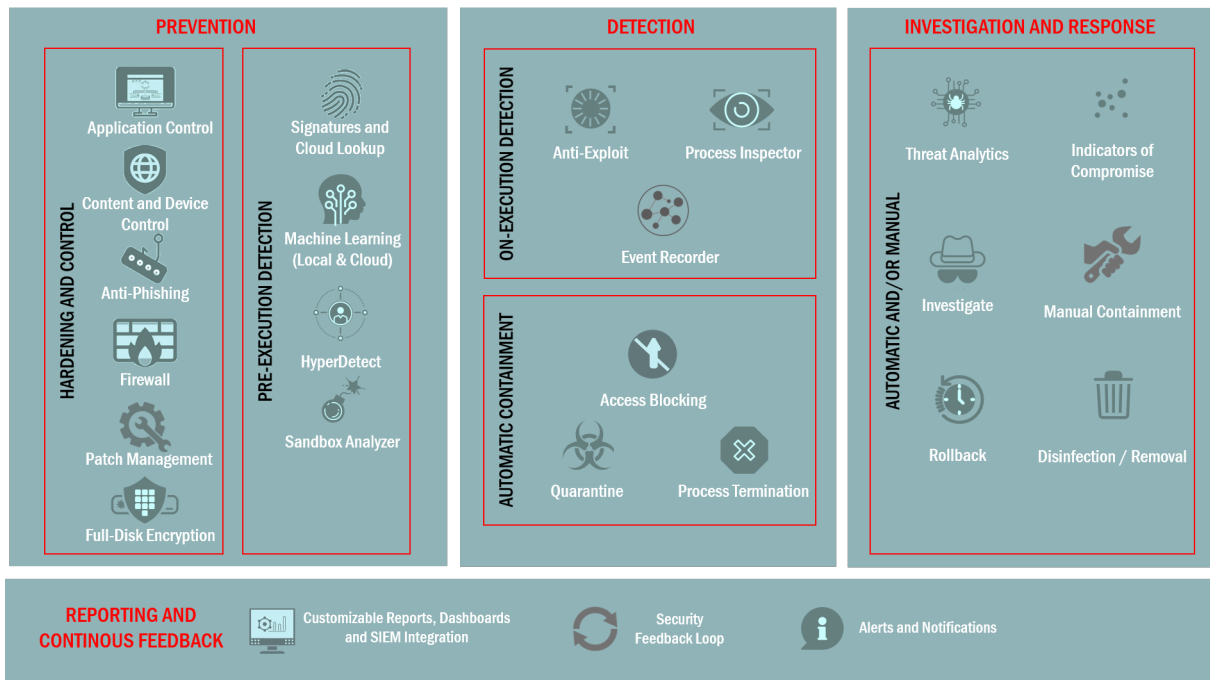 PREVENTION
HARDENING AND CONTROL
Application Control
Content and Device
Control
Anti-Phishing
Firewall
Patch Management
Full-Disk Encryption
PRE-EXECUTION DETECTION
Signatures and
Cloud Lookup
Machine Learning
(Local & Cloud)
HyperDetect
Sandbox Analyzer
DETECTION
ON-EXECUTION DETECTION
Anti-Exploit
Process Inspector
Event Recorder
AUTOMATIC CONTAINMENT
Access Blocking
Quarantine
Process Termination
INVESTIGATION AND RESPONSE
AUTOMATIC AND/OR MANUAL
Threat Analytics
Indicators of
Compromise
Investigate
Manual Containment
Rollback
Disinfection / Removal
REPORTING AND
CONTINOUS FEEDBACK
Customizable Reports, Dashboards
and SIEM Integration
Security
Feedback Loop
Alerts and Notifications